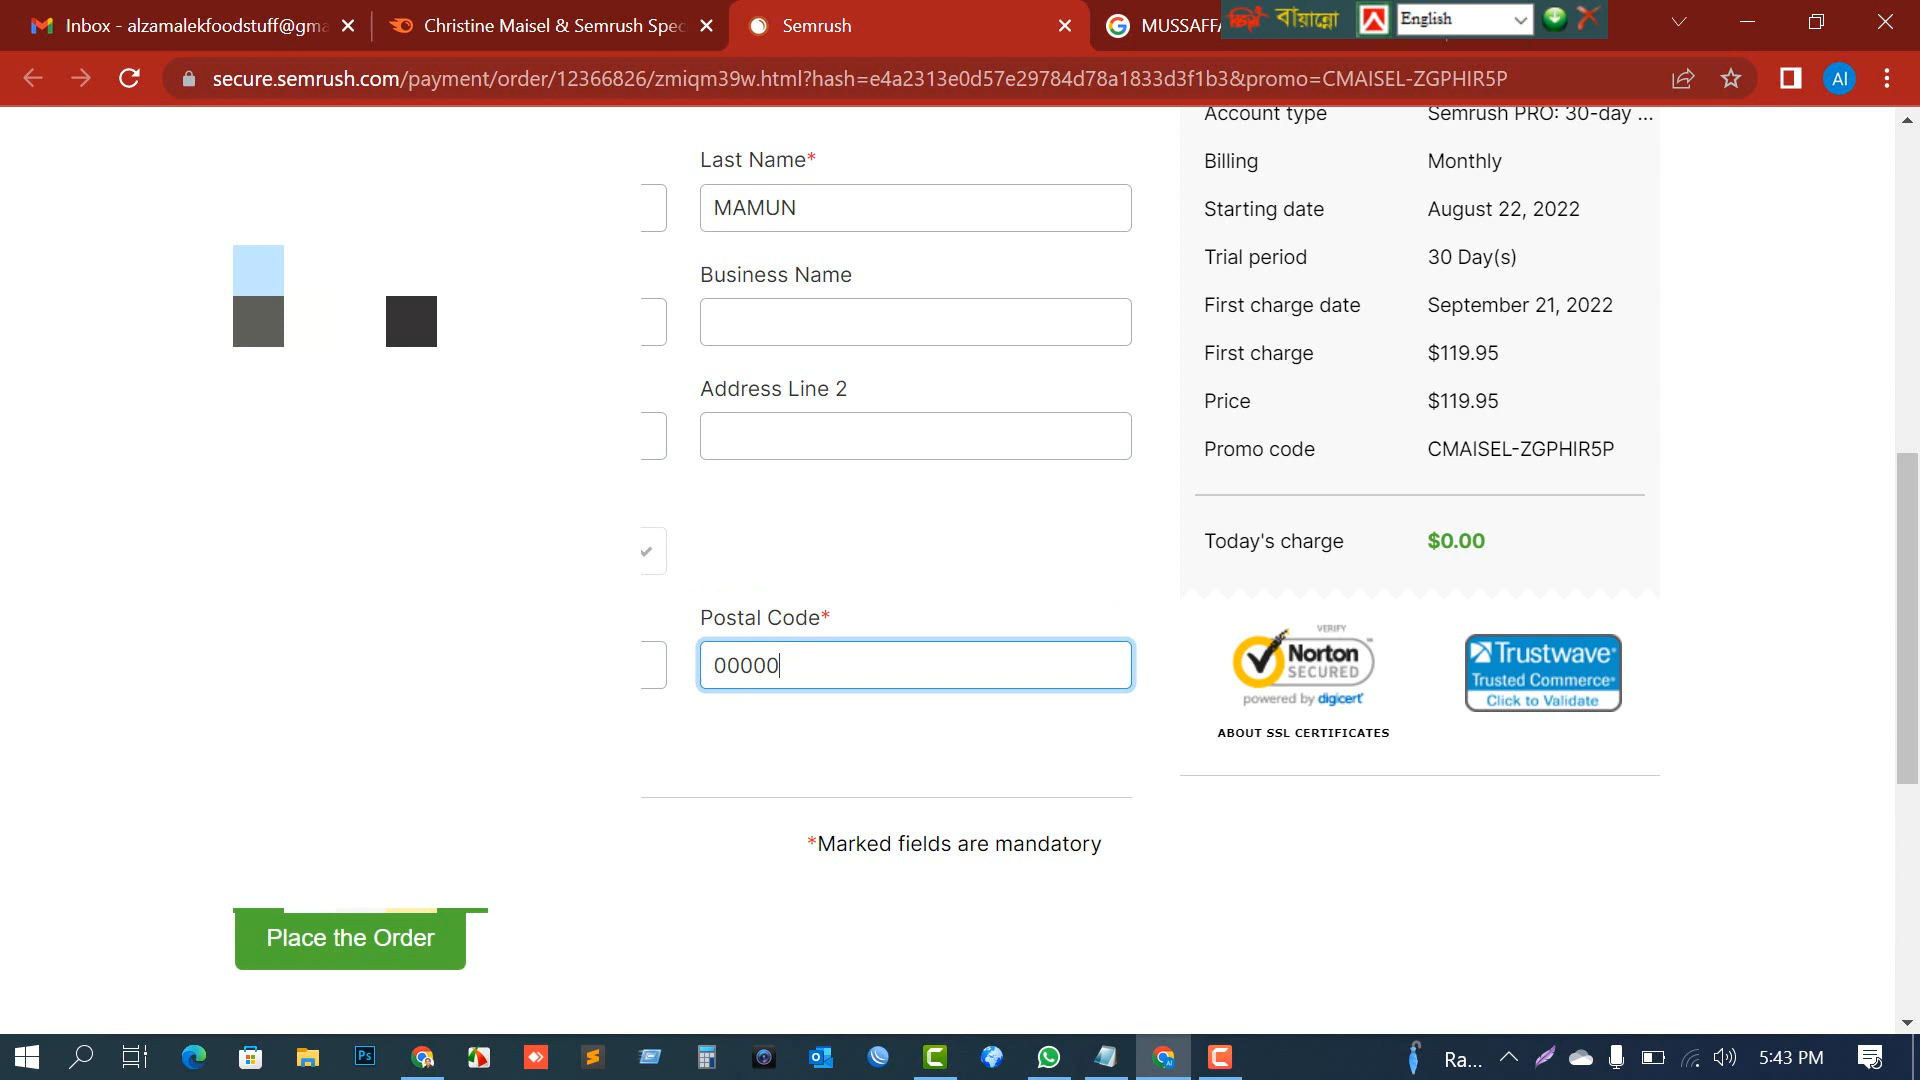 Inbox - alzamalekfoodstuff@gma
Christine Maisel & Semrush Spec
Semrush
MUSSAFFA
বায়ান্নো
English
secure.semrush.com/payment/order/12366826/zmiqm39w.html?hash=e4a2313e0d57e29784d78a1833d3f1b3&promo=CMAISEL-ZGPHIR5P
Al
Last Name*
MAMUN
Business Name
Address Line 2
Postal Code*
00000
*Marked fields are mandatory
Place the Order
Account type Semrush PRO: 30-day ...
Billing Monthly
Starting date August 22, 2022
Trial period 30 Day(s)
First charge date September 21, 2022
First charge $119.95
Price $119.95
Promo code CMAISEL-ZGPHIR5P
Today's charge $0.00
VERIFY
Norton
SECURED
powered by digicert
ABOUT SSL CERTIFICATES
Trustwave
Trusted Commerce
Click to Validate
Ps
Ra...
5:43 PM